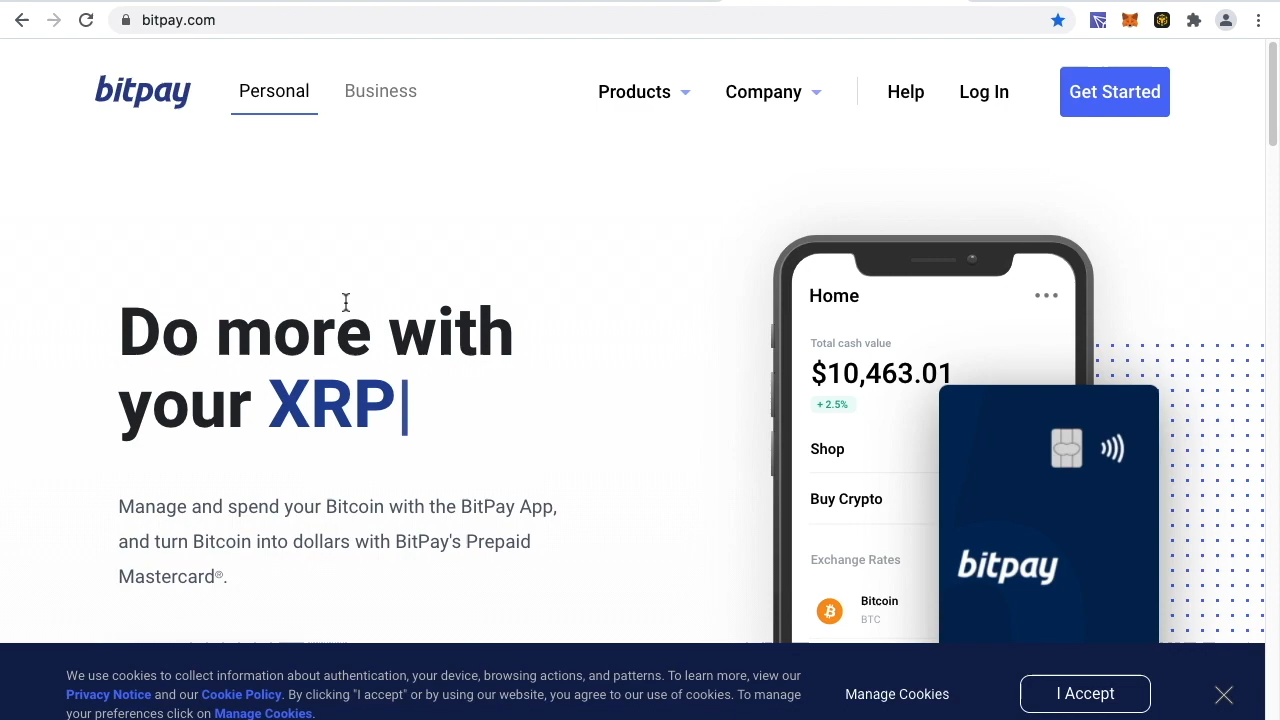 bitpay.com
bitpay
Personal
Business
Products
Company
Help
Log In
Get Started
Do more with
your XRP|
Manage and spend your Bitcoin with the BitPay App,
and turn Bitcoin into dollars with BitPay's Prepaid
Mastercard®.
Home
Total cash value
$10,463.01
+ 2.5%
Shop
Buy Crypto
Exchange Rates
Bitcoin
BTC
bitpay
We use cookies to collect information about authentication, your device, browsing actions, and patterns. To learn more, view our
Privacy Notice and our Cookie Policy. By clicking "I accept" or by using our website, you agree to our use of cookies. To manage
your preferences click on Manage Cookies.
Manage Cookies
I Accept